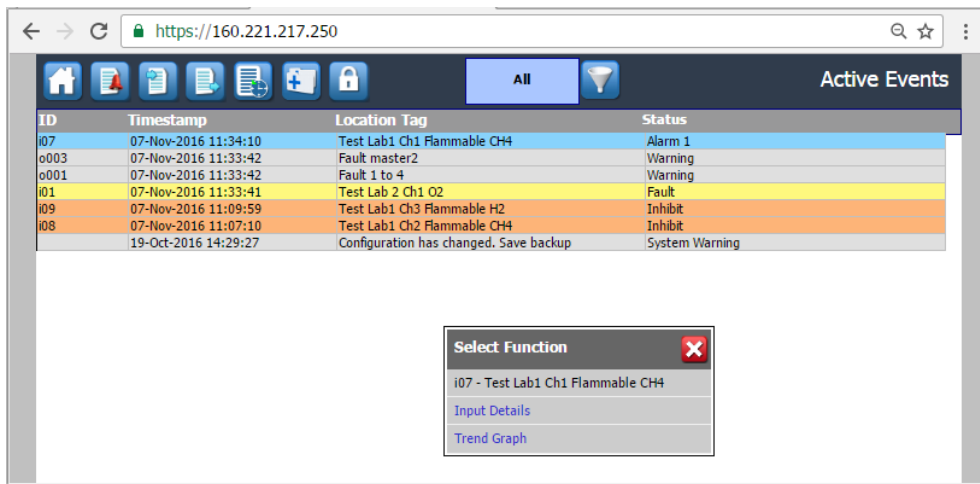 https://160.221.217.250
All
Active Events
ID Timestamp Location Tag Status
i07 07-Nov-2016 11:34:10 Test Lab1 Ch1 Flammable CH4 Alarm 1
o003 07-Nov-2016 11:33:42 Fault master2 Warning
o001 07-Nov-2016 11:33:42 Fault 1 to 4 Warning
i01 07-Nov-2016 11:33:41 Test Lab 2 Ch1 O2 Fault
i09 07-Nov-2016 11:09:59 Test Lab1 Ch3 Flammable H2 Inhibit
i08 07-Nov-2016 11:07:10 Test Lab1 Ch2 Flammable CH4 Inhibit
19-Oct-2016 14:29:27 Configuration has changed. Save backup System Warning
Select Function
i07 - Test Lab1 Ch1 Flammable CH4
Input Details
Trend Graph